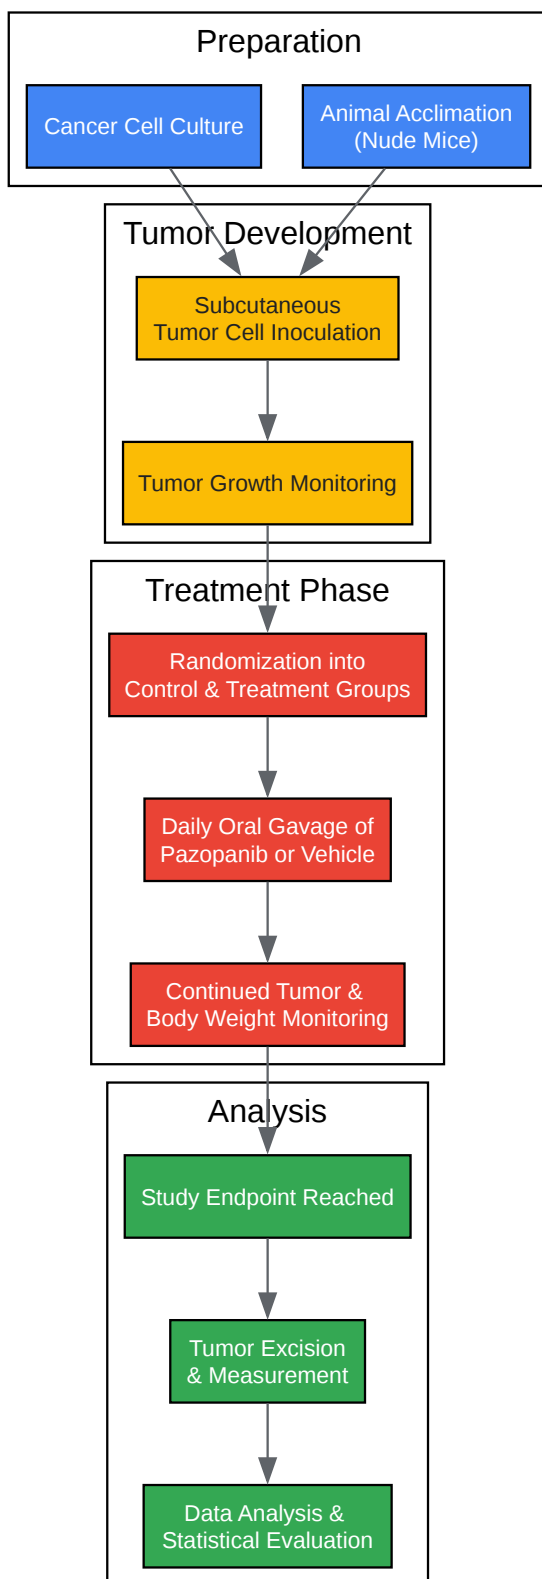 Preparation
Cancer Cell Culture
Animal Acclimation
(Nude Mice)
Tumor Development
Subcutaneous
Tumor Cell Inoculation
Tumor Growth Monitoring
Treatment Phase
Randomization into
Control & Treatment Groups
Daily Oral Gavage of
Pazopanib or Vehicle
Continued Tumor &
Body Weight Monitoring
Analysis
Study Endpoint Reached
Tumor Excision
& Measurement
Data Analysis &
Statistical Evaluation